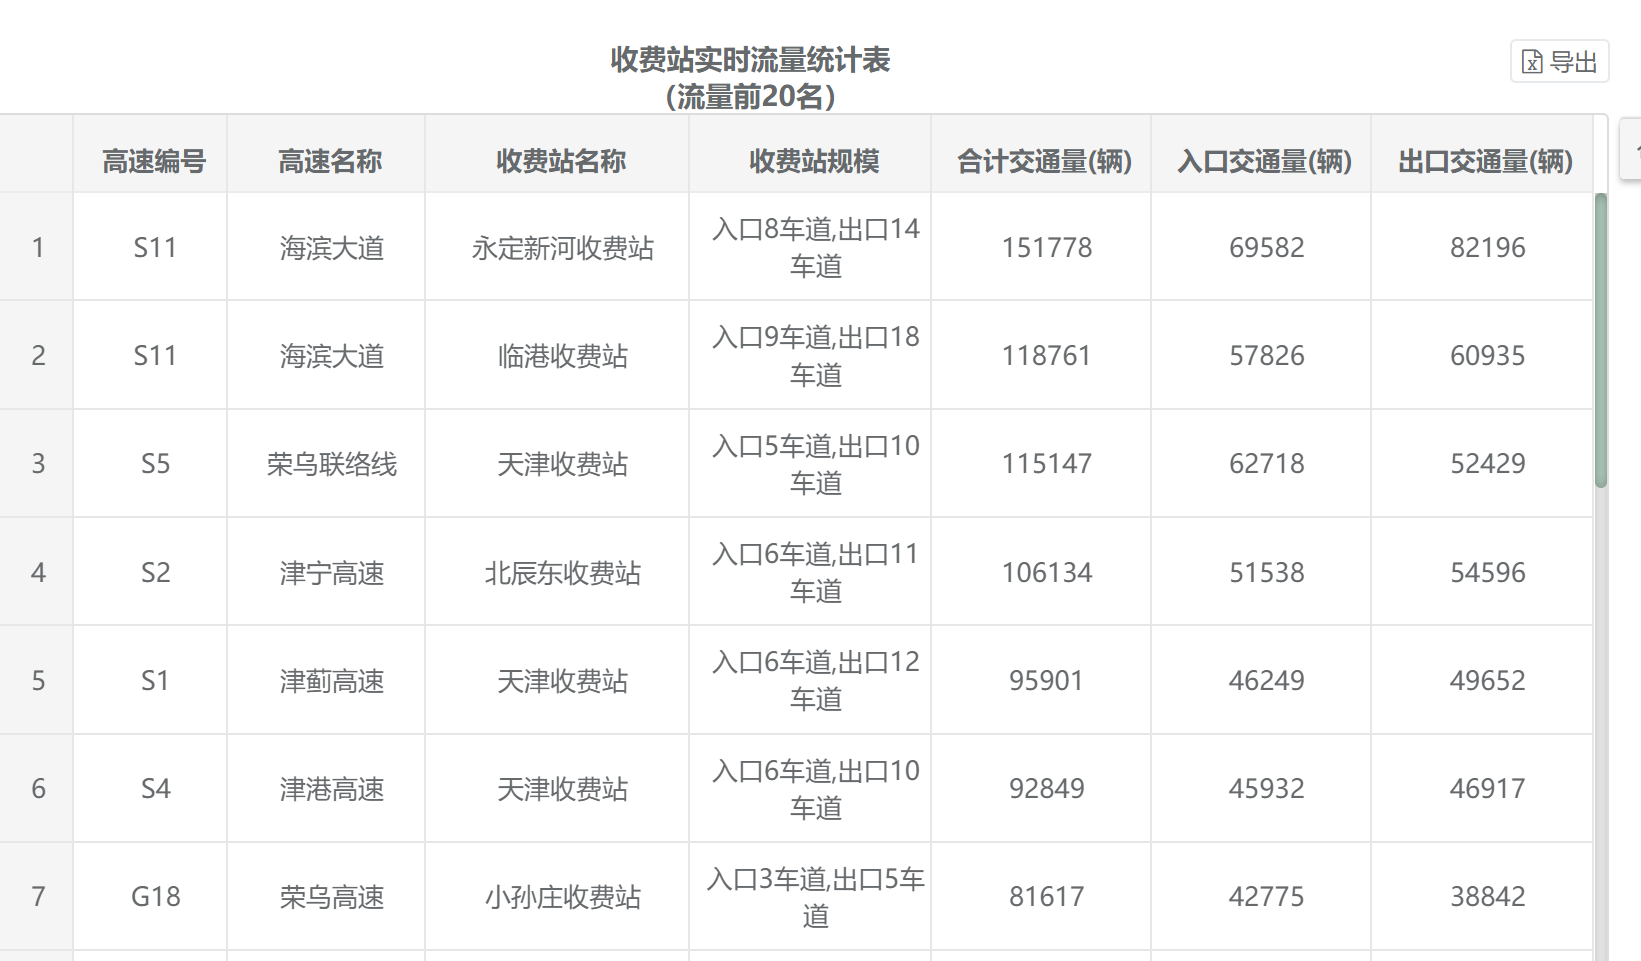 收费站实时流量统计表
（流量前20名）
导出
高速编号 高速名称 收费站名称 收费站规模 合计交通量(辆) 入口交通量(辆) 出口交通量(辆)
1 S11 海滨大道 永定新河收费站 入口8车道,出口14
车道 151778 69582 82196
2 S11 海滨大道 临港收费站 入口9车道,出口18
车道 118761 57826 60935
3 S5 荣乌联络线 天津收费站 入口5车道,出口10
车道 115147 62718 52429
4 S2 津宁高速 北辰东收费站 入口6车道,出口11
车道 106134 51538 54596
5 S1 津蓟高速 天津收费站 入口6车道,出口12
车道 95901 46249 49652
6 S4 津港高速 天津收费站 入口6车道,出口10
车道 92849 45932 46917
7 G18 荣乌高速 小孙庄收费站 入口3车道,出口5车
道 81617 42775 38842